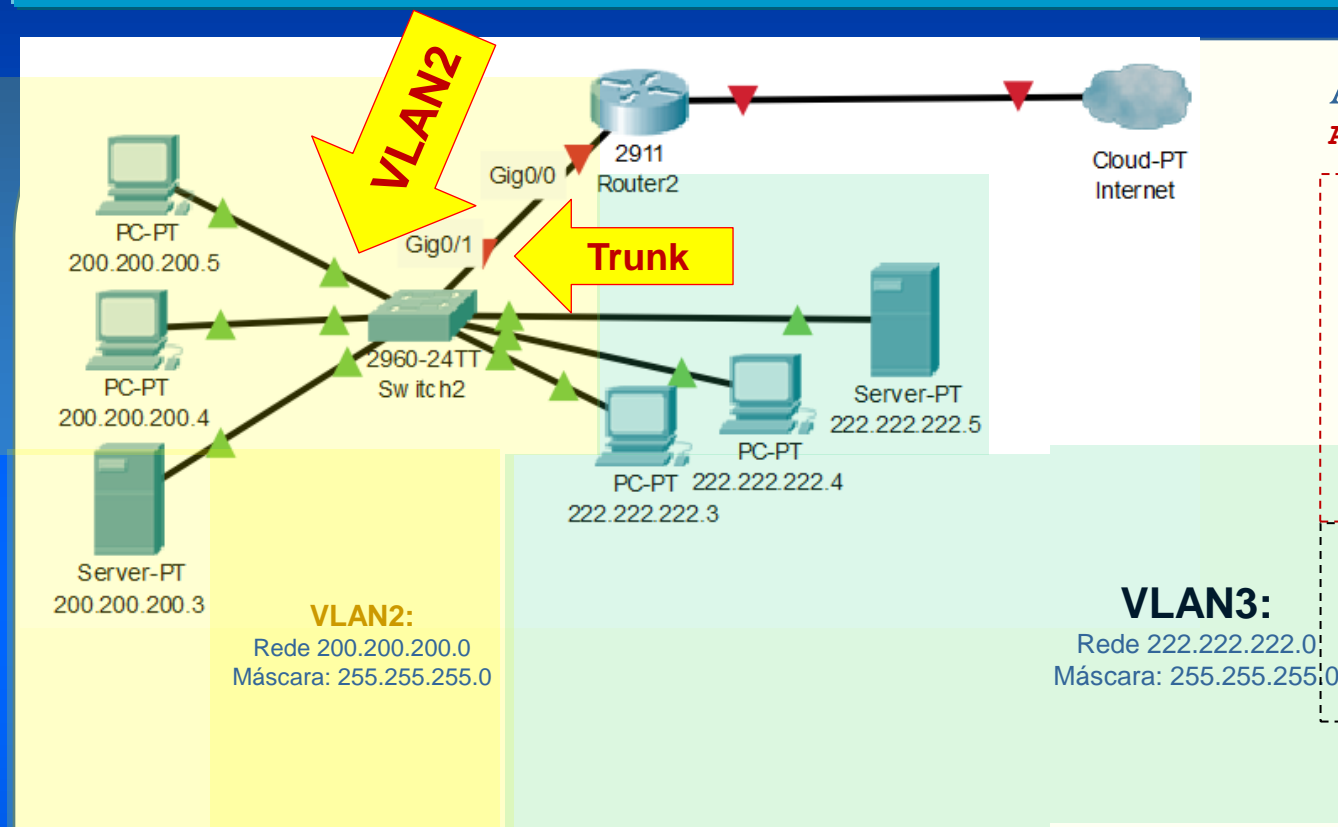 VLAN2
2911
Router2
Cloud-PT
Internet
Gig0/0
Gig0/1
Trunk
PC-PT
200.200.200.5
2960-24TT
Switch2
PC-PT
200.200.200.4
Server-PT
222.222.222.5
PC-PT
222.222.222.4
PC-PT
222.222.222.3
Server-PT
200.200.200.3
VLAN2:
Rede 200.200.200.0
Máscara: 255.255.255.0
VLAN3:
Rede 222.222.222.0
Máscara: 255.255.255.0